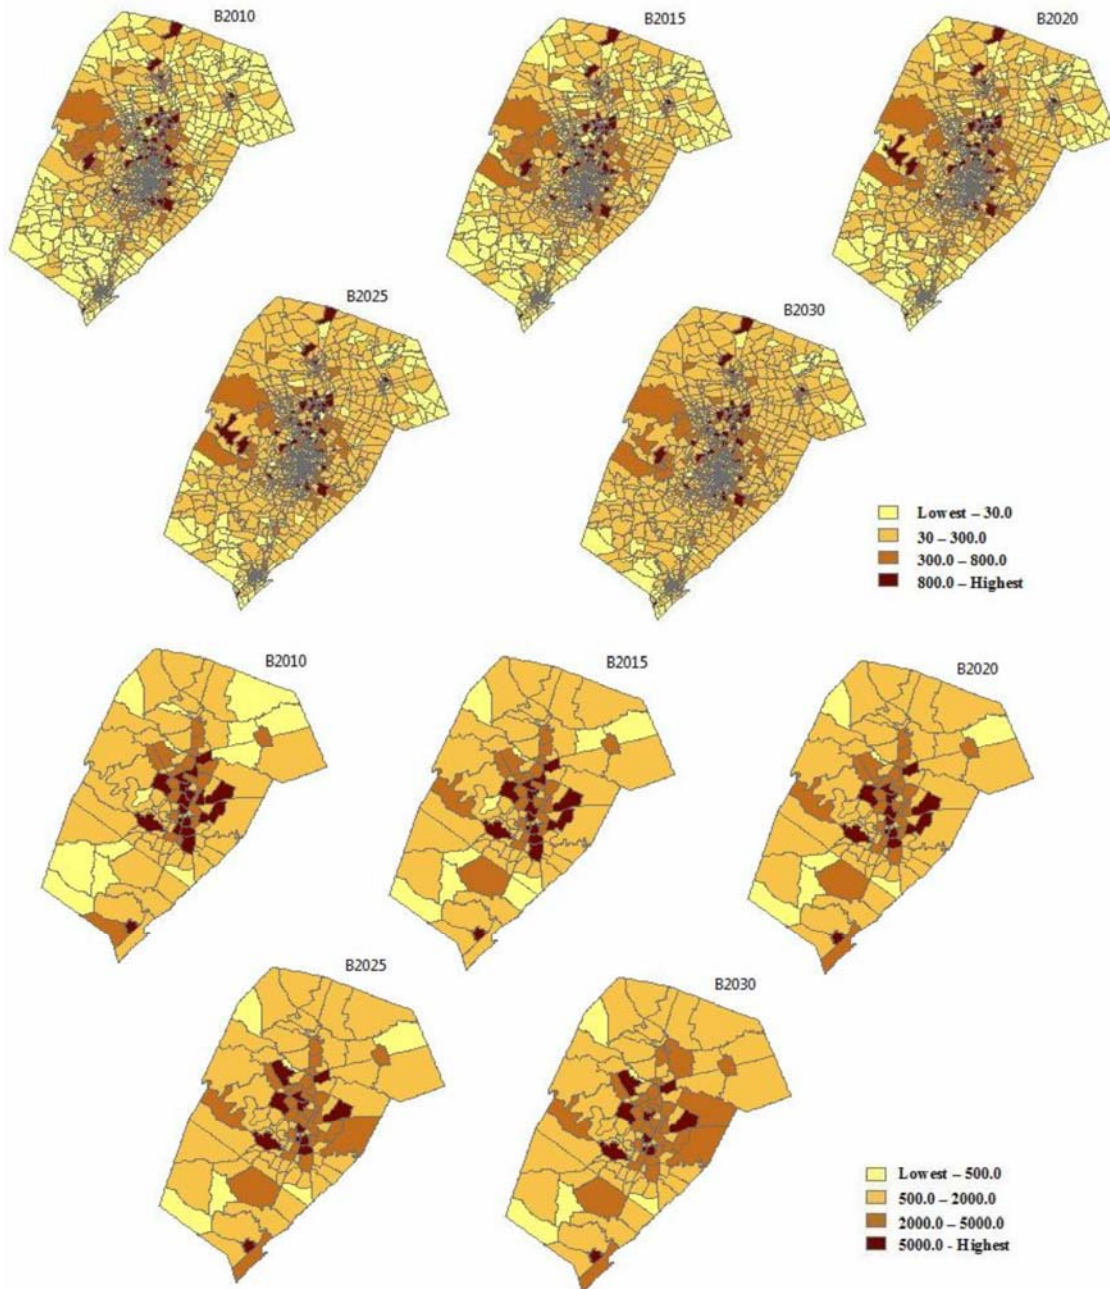 B2010
B2015
B2020
B2025
B2030
Lowest – 30.0
30 – 300.0
300.0 – 800.0
800.0 – Highest
B2010
B2015
B2020
B2025
B2030
Lowest – 500.0
500.0 – 2000.0
2000.0 – 5000.0
5000.0 - Highest